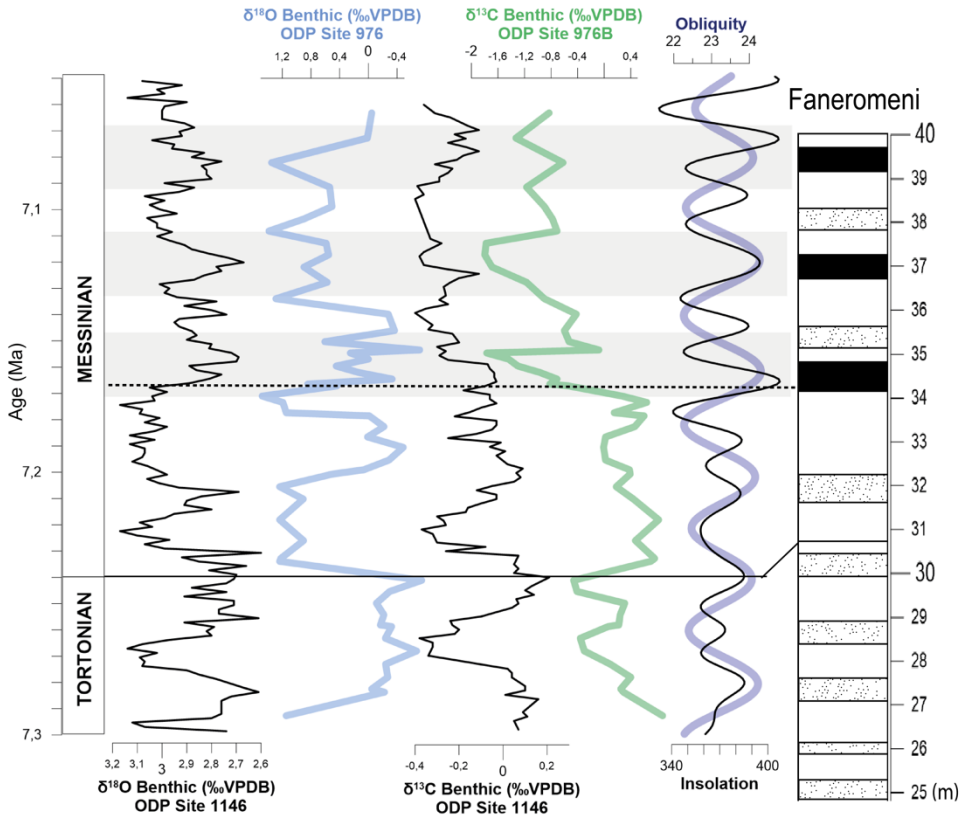 δ¹⁸O Benthic (‰VPDB)
ODP Site 976
1,2 0,8 0,4 0 -0,4
δ¹³C Benthic (‰VPDB)
ODP Site 976B
-2 -1,6 -1,2 -0,8 -0,4 0,4
Obliquity
22 23 24
Faneromeni
Age (Ma)
7,1
7,2
7,3
MESSINIAN
TORTONIAN
40
39
38
37
36
35
34
33
32
31
30
29
28
27
26
25 (m)
3,2 3,1 3 2,9 2,8 2,7 2,6
δ¹⁸O Benthic (‰VPDB)
ODP Site 1146
-0,4 -0,2 0 0,2
δ¹³C Benthic (‰VPDB)
ODP Site 1146
340 400
Insolation